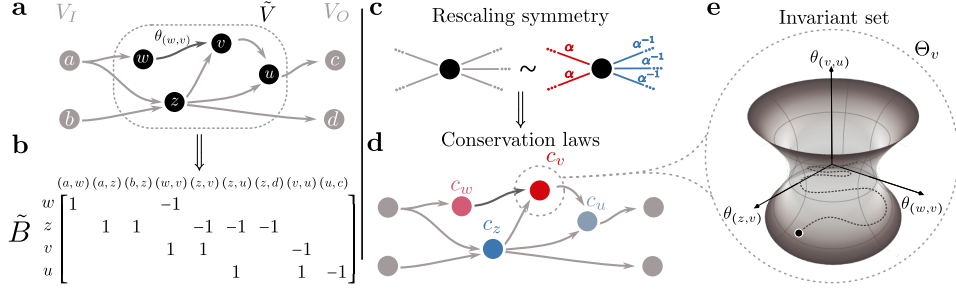 a
V_I
Ṽ
V_O
θ_(w,v)
a
w
v
c
u
z
b
d
b
(a, w) (a, z) (b, z) (w, v) (z, v) (z, u) (z, d) (v, u) (u, c)
B̃
w 1 −1
z 1 1 −1 −1 −1
v 1 1 −1
u 1 1 −1
c
Rescaling symmetry
α
α
~
α⁻¹
α⁻¹
α⁻¹
d
Conservation laws
c_v
c_w
c_u
c_z
e
Invariant set
Θ_v
θ_(v,u)
θ_(z,v)
θ_(w,v)